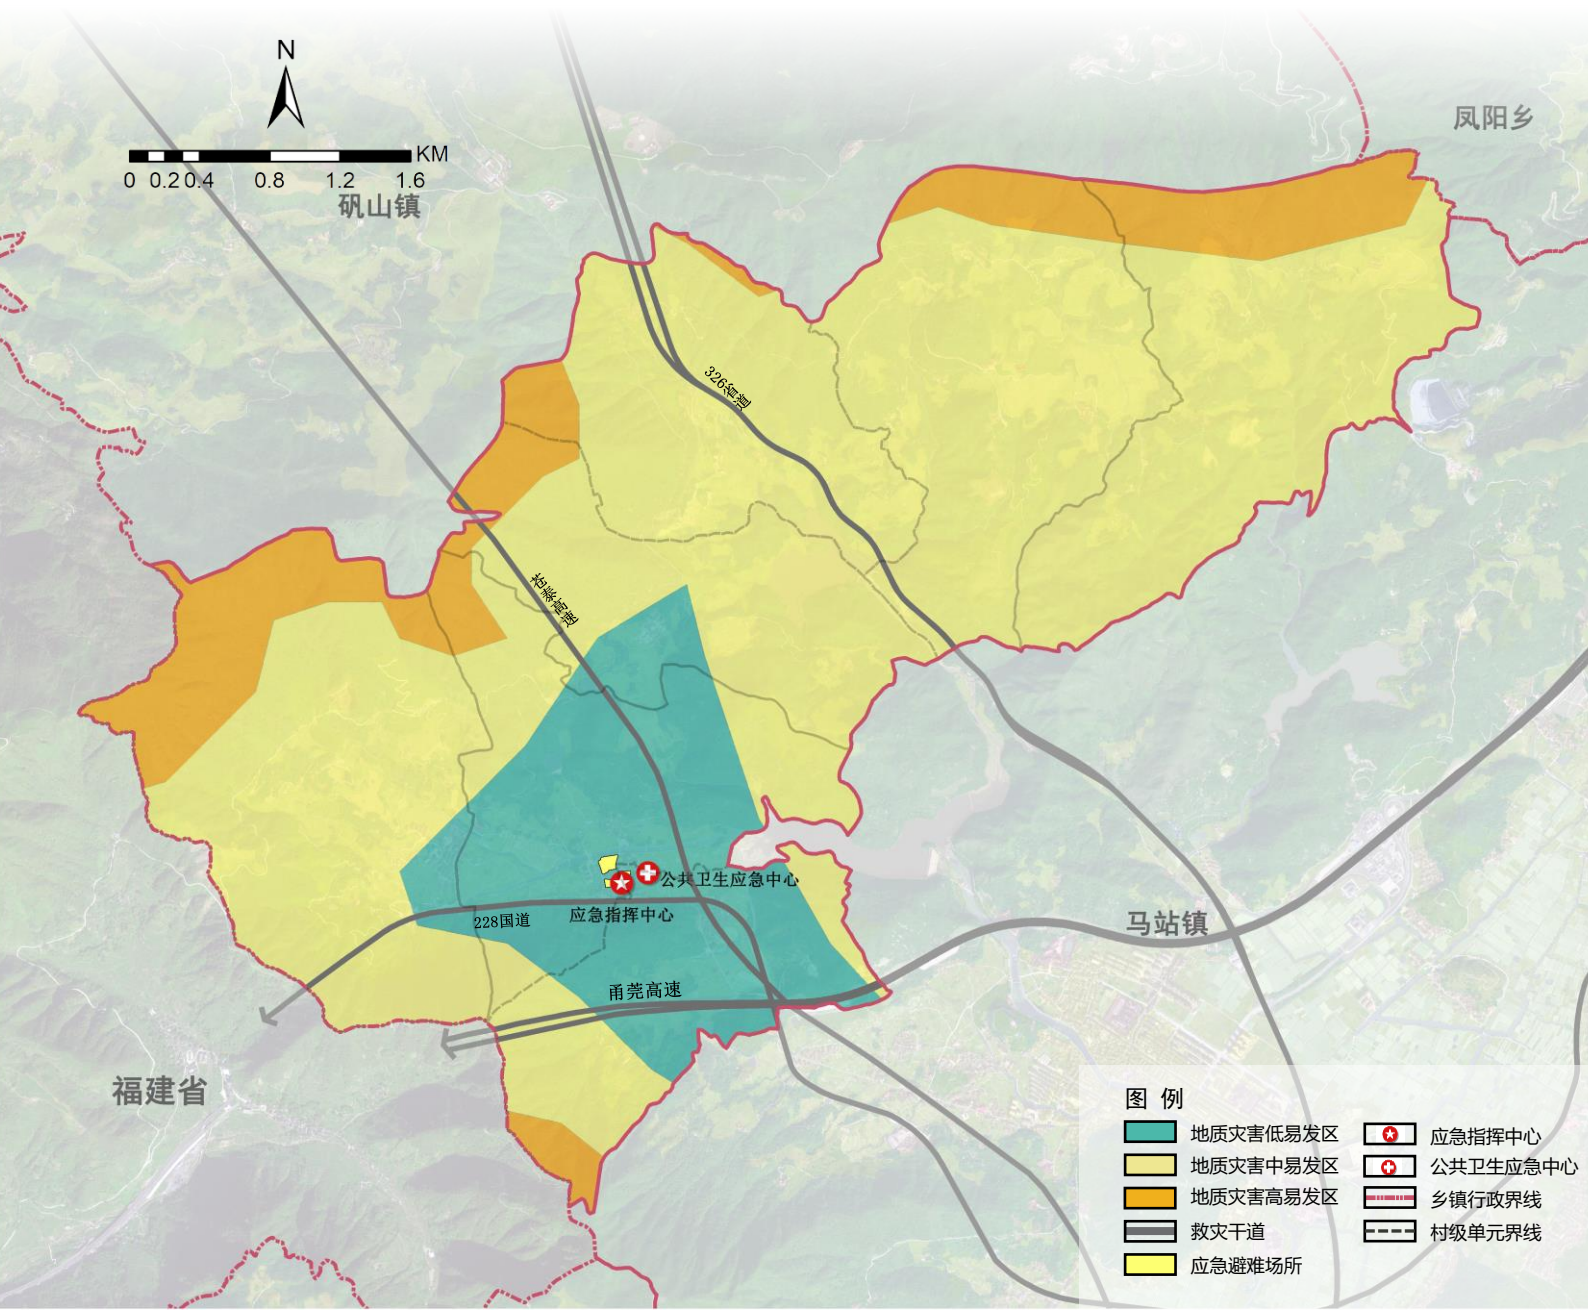 N
KM
0 0.2 0.4 0.8 1.2 1.6
矾山镇
凤阳乡
326省道
苍泰高速
公共卫生应急中心
应急指挥中心
228国道
甬莞高速
马站镇
福建省
图 例
地质灾害低易发区
地质灾害中易发区
地质灾害高易发区
救灾干道
应急避难场所
应急指挥中心
公共卫生应急中心
乡镇行政界线
村级单元界线